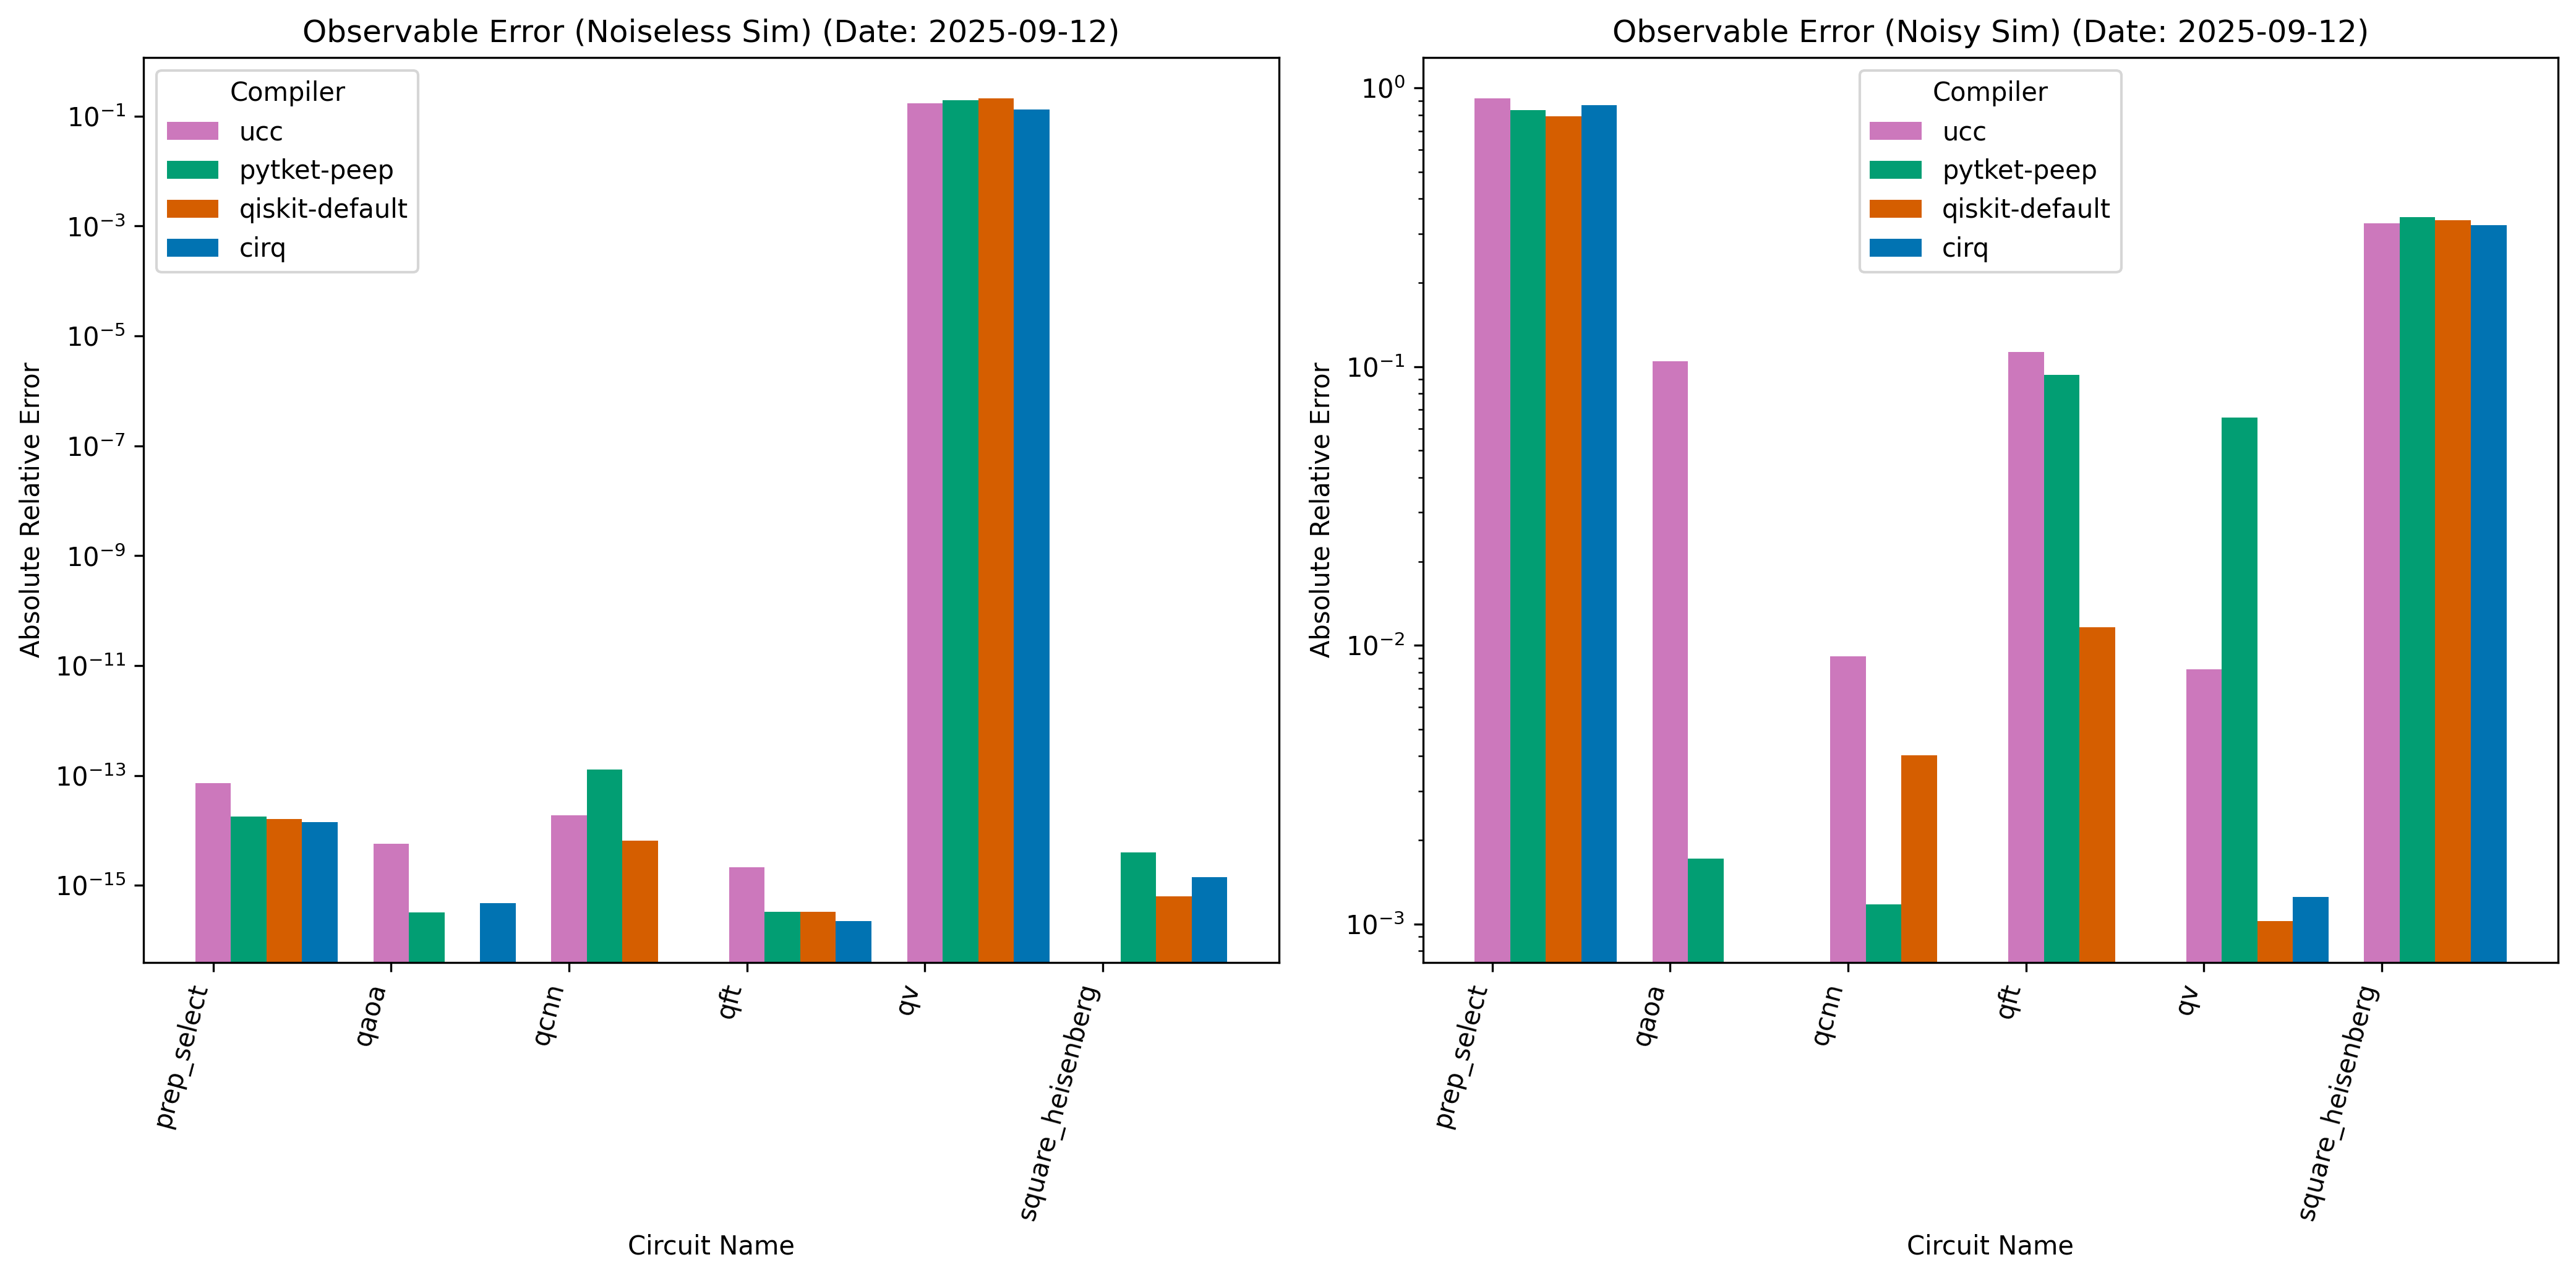 Observable Error (Noiseless Sim) (Date: 2025-09-12)
Compiler
ucc
pytket-peep
qiskit-default
cirq
Absolute Relative Error
10⁻¹
10⁻³
10⁻⁵
10⁻⁷
10⁻⁹
10⁻¹¹
10⁻¹³
10⁻¹⁵
prep_select
qaoa
qcnn
qft
qv
square_heisenberg
Circuit Name
Observable Error (Noisy Sim) (Date: 2025-09-12)
Compiler
ucc
pytket-peep
qiskit-default
cirq
Absolute Relative Error
10⁰
10⁻¹
10⁻²
10⁻³
prep_select
qaoa
qcnn
qft
qv
square_heisenberg
Circuit Name